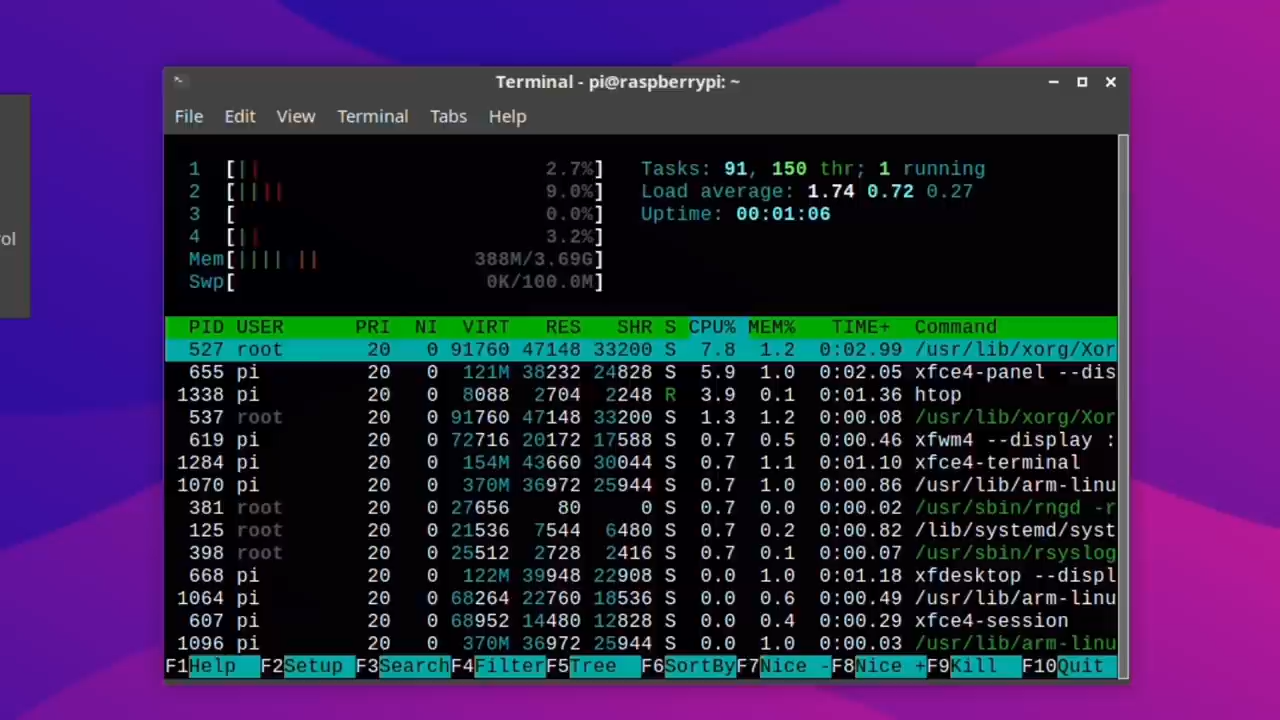 Terminal - pi@raspberrypi: ~
File Edit View Terminal Tabs Help
1 [|| 2.7%] Tasks: 91, 150 thr; 1 running
2 [|||| 9.0%] Load average: 1.74 0.72 0.27
3 [ 0.0%] Uptime: 00:01:06
4 [|| 3.2%]
Mem[|||| || 388M/3.69G]
Swp[ 0K/100.0M]
ol
PID USER PRI NI VIRT RES SHR S CPU% MEM% TIME+ Command
527 root 20 0 91760 47148 33200 S 7.8 1.2 0:02.99 /usr/lib/xorg/Xor
655 pi 20 0 121M 38232 24828 S 5.9 1.0 0:02.05 xfce4-panel --dis
1338 pi 20 0 8088 2704 2248 R 3.9 0.1 0:01.36 htop
537 root 20 0 91760 47148 33200 S 1.3 1.2 0:00.08 /usr/lib/xorg/Xor
619 pi 20 0 72716 20172 17588 S 0.7 0.5 0:00.46 xfwm4 --display :
1284 pi 20 0 154M 43660 30044 S 0.7 1.1 0:01.10 xfce4-terminal
1070 pi 20 0 370M 36972 25944 S 0.7 1.0 0:00.86 /usr/lib/arm-linu
381 root 20 0 27656 80 0 S 0.7 0.0 0:00.02 /usr/sbin/rngd -r
125 root 20 0 21536 7544 6480 S 0.7 0.2 0:00.82 /lib/systemd/syst
398 root 20 0 25512 2728 2416 S 0.7 0.1 0:00.07 /usr/sbin/rsyslog
668 pi 20 0 122M 39948 22908 S 0.0 1.0 0:01.18 xfdesktop --displ
1064 pi 20 0 68264 22760 18536 S 0.0 0.6 0:00.49 /usr/lib/arm-linu
607 pi 20 0 68952 14480 12828 S 0.0 0.4 0:00.29 xfce4-session
1096 pi 20 0 370M 36972 25944 S 0.0 1.0 0:00.03 /usr/lib/arm-linu
F1Help F2Setup F3SearchF4FilterF5Tree F6SortByF7Nice -F8Nice +F9Kill F10Quit